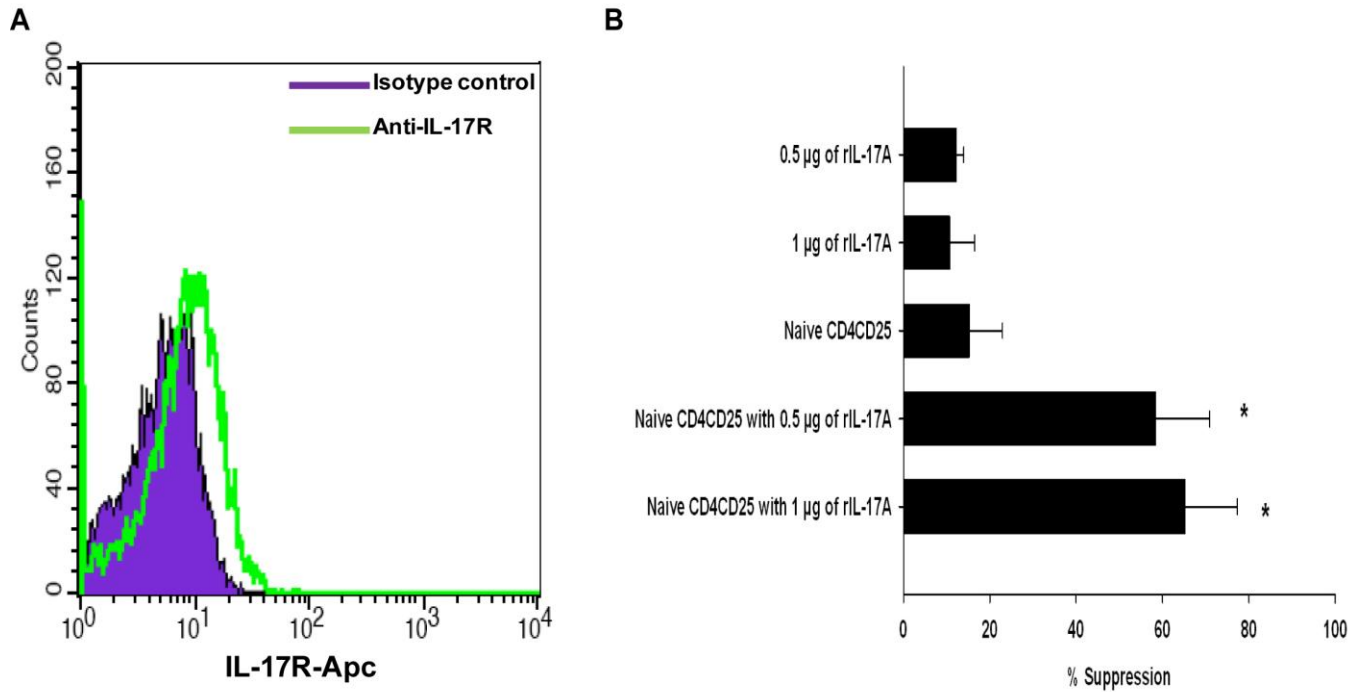 A
B
200
160
120
80
40
0
Counts
Isotype control
Anti-IL-17R
10^0 10^1 10^2 10^3 10^4
IL-17R-Apc
0.5 µg of rIL-17A
1 µg of rIL-17A
Naive CD4CD25
Naive CD4CD25 with 0.5 µg of rIL-17A
*
Naive CD4CD25 with 1 µg of rIL-17A
*
0 20 40 60 80 100
% Suppression